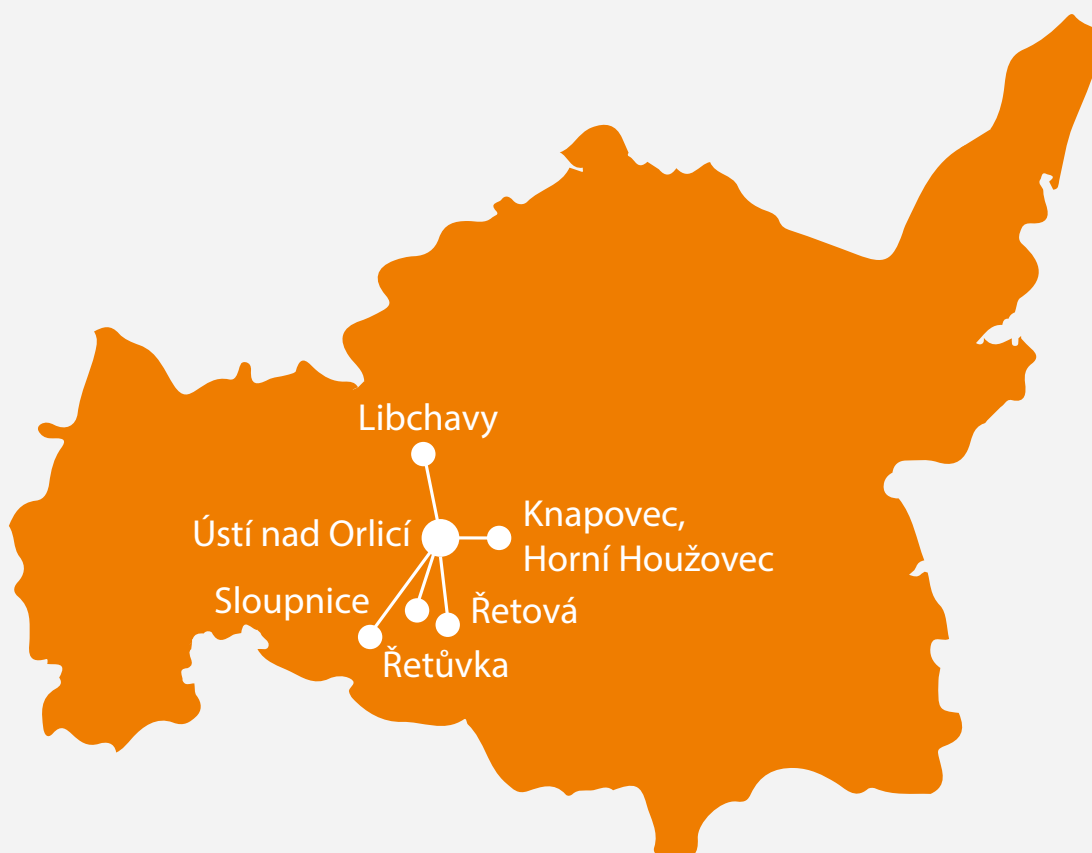 Libchavy
Ústí nad Orlicí
Knapovec,
Horní Houžovec
Sloupnice
Řetová
Řetůvka